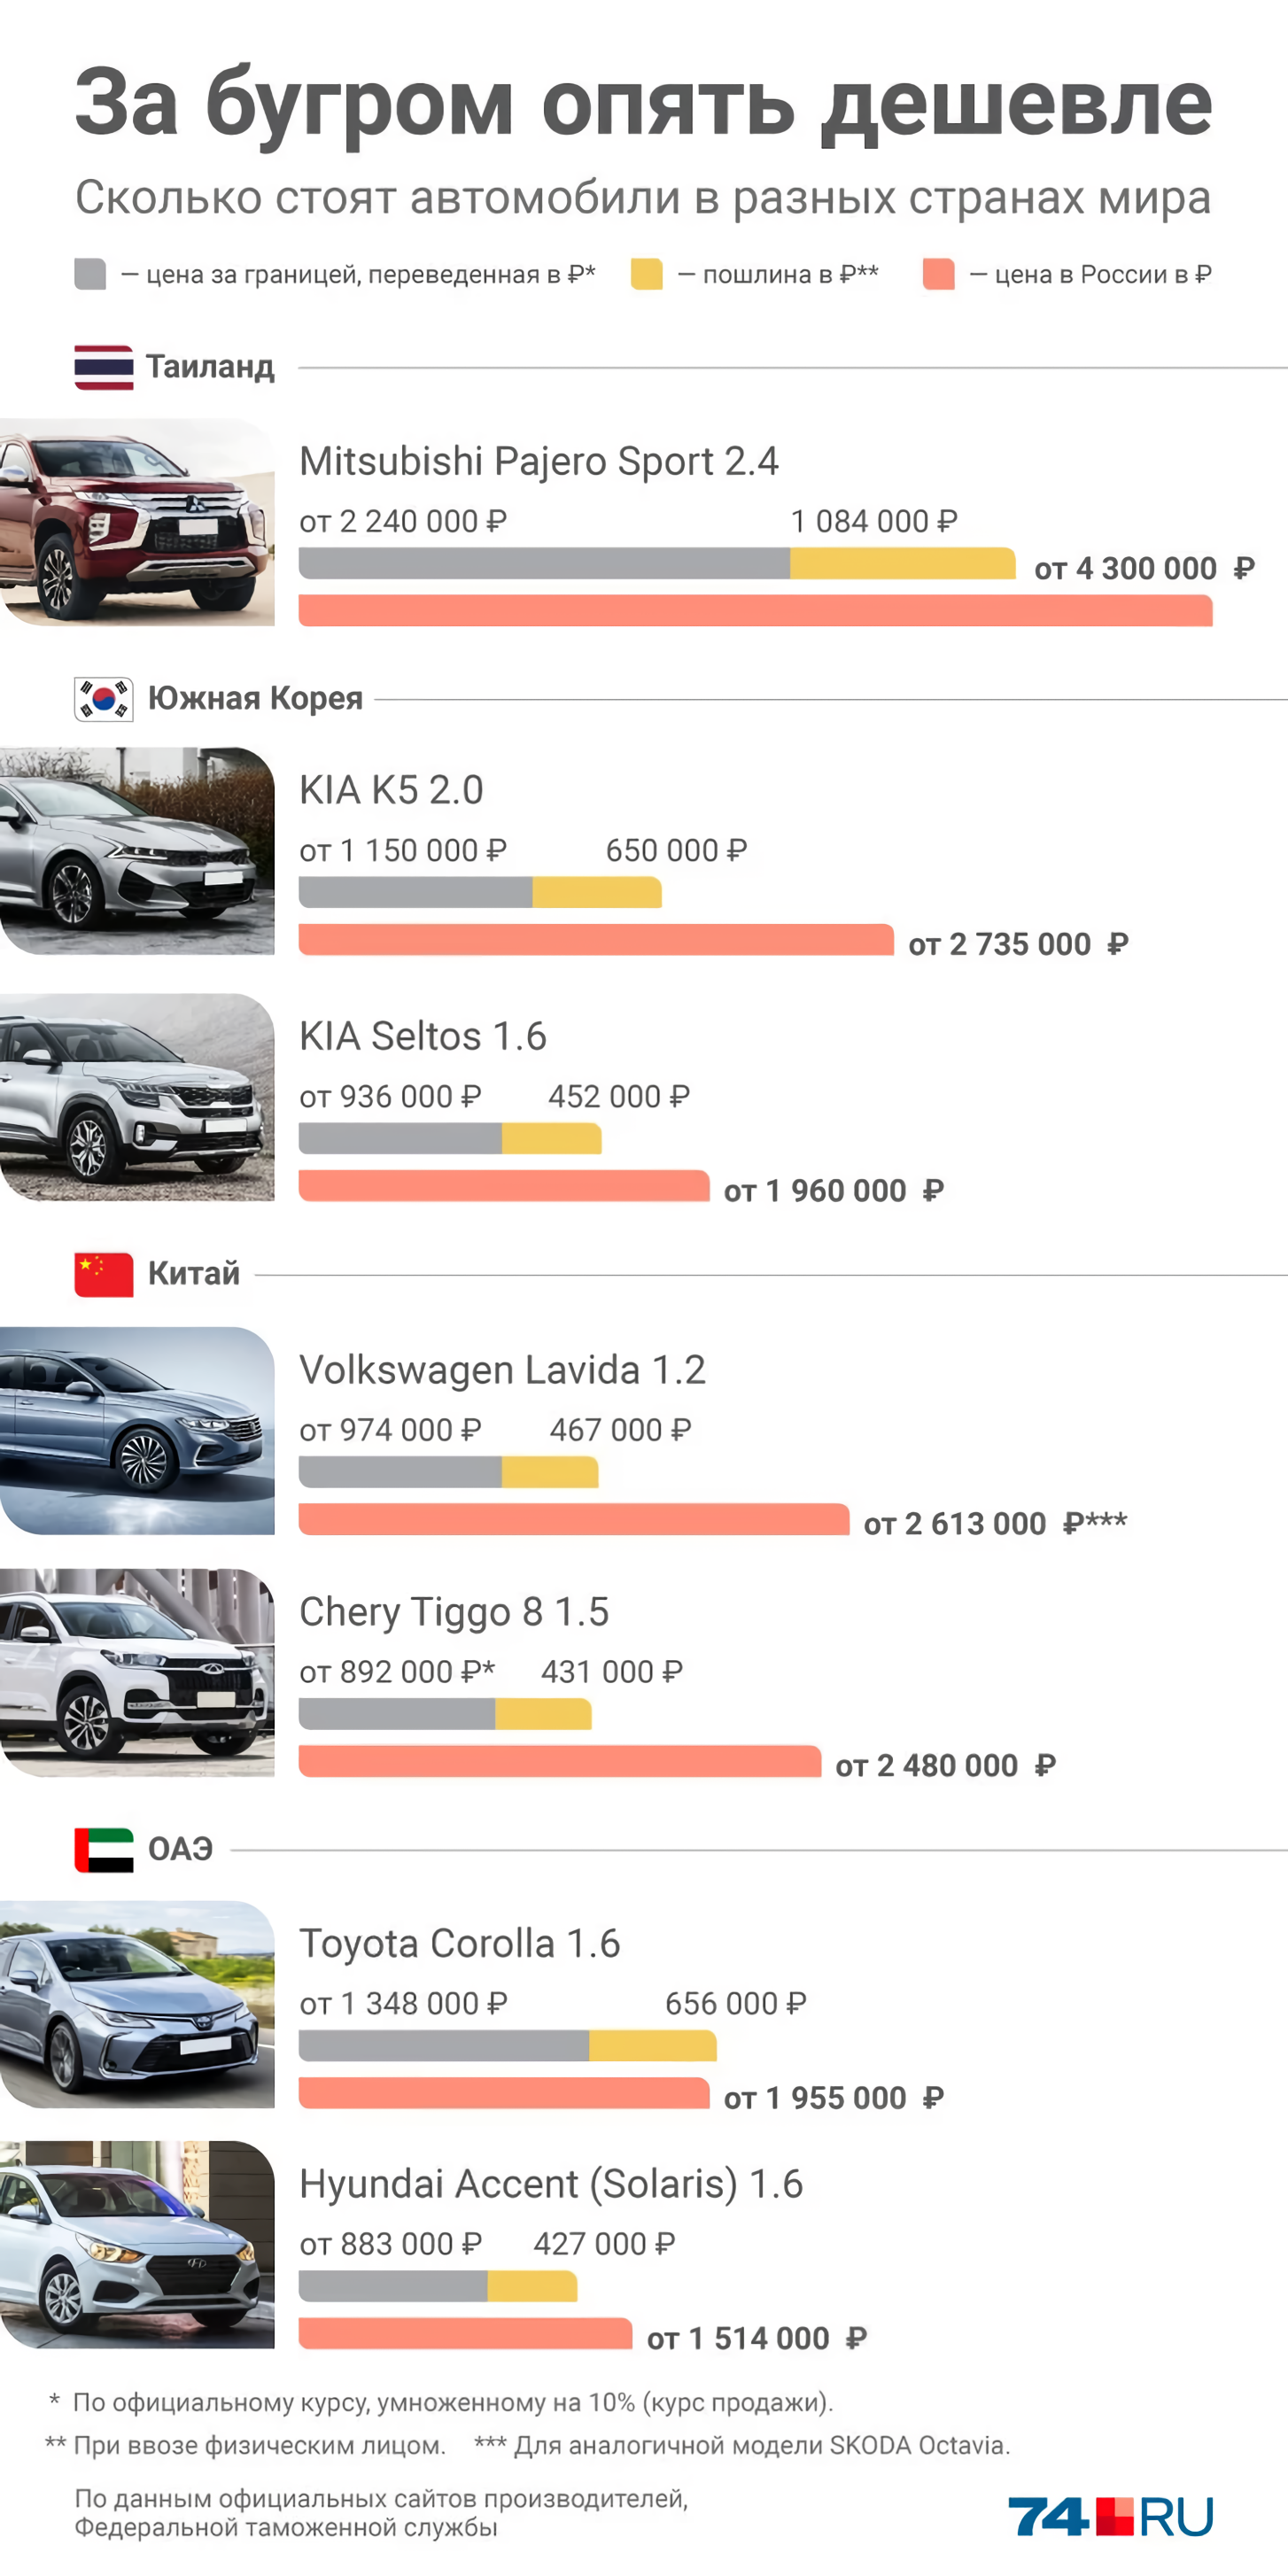 За бугром опять дешевле
Сколько стоят автомобили в разных странах мира
— цена за границей, переведенная в ₽* — пошлина в ₽** — цена в России в ₽
Таиланд
Mitsubishi Pajero Sport 2.4
от 2 240 000 ₽ 1 084 000 ₽
от 4 300 000 ₽
Южная Корея
KIA K5 2.0
от 1 150 000 ₽ 650 000 ₽
от 2 735 000 ₽
KIA Seltos 1.6
от 936 000 ₽ 452 000 ₽
от 1 960 000 ₽
Китай
Volkswagen Lavida 1.2
от 974 000 ₽ 467 000 ₽
от 2 613 000 ₽***
Chery Tiggo 8 1.5
от 892 000 ₽* 431 000 ₽
от 2 480 000 ₽
ОАЭ
Toyota Corolla 1.6
от 1 348 000 ₽ 656 000 ₽
от 1 955 000 ₽
Hyundai Accent (Solaris) 1.6
от 883 000 ₽ 427 000 ₽
от 1 514 000 ₽
* По официальному курсу, умноженному на 10% (курс продажи).
** При ввозе физическим лицом. *** Для аналогичной модели SKODA Octavia.
По данным официальных сайтов производителей,
Федеральной таможенной службы
74 RU